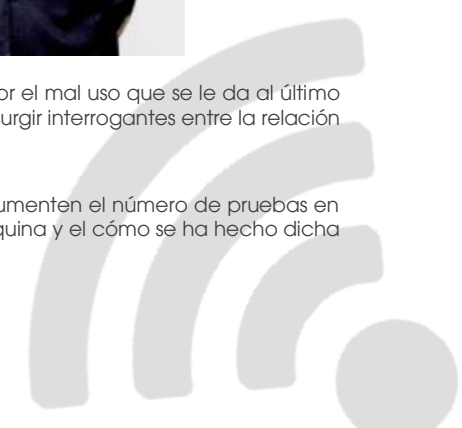 or el mal uso que se le da al último
urgir interrogantes entre la relación
umenten el número de pruebas en
quina y el cómo se ha hecho dicha